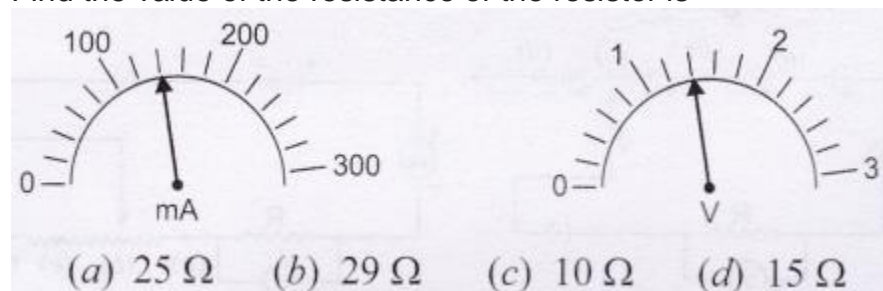 Find the value of the resistance of the resistor is
100 200 1 2
0 300 0 3
mA V
(a) 25 Ω (b) 29 Ω (c) 10 Ω (d) 15 Ω